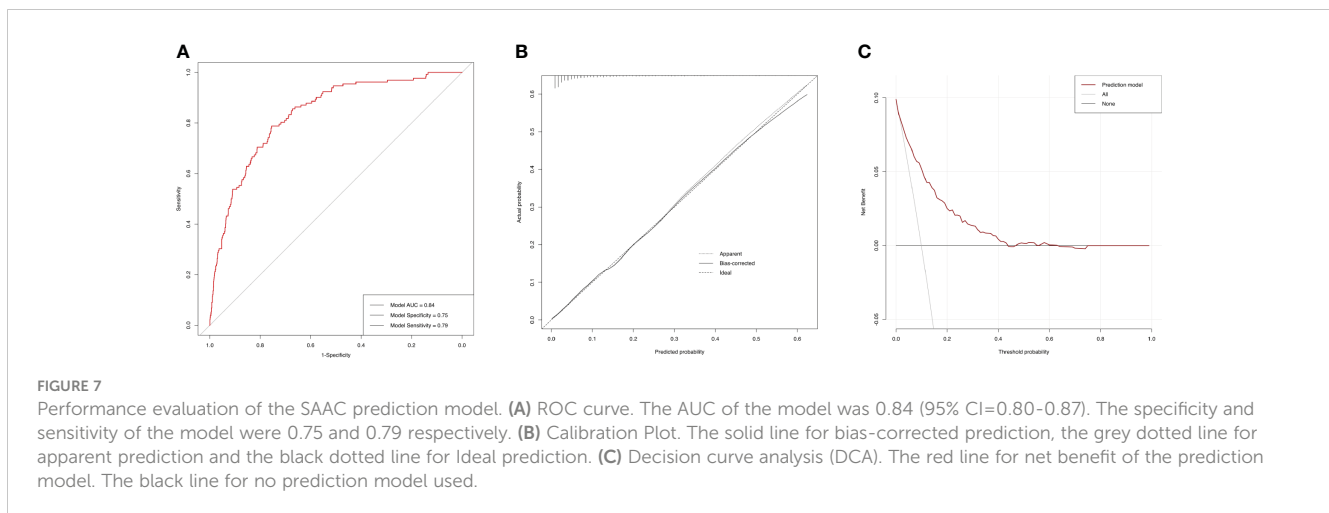 A
1.0
0.8
0.6
0.4
0.2
0.0
Sensitivity
Model AUC = 0.84
Model Specificity = 0.75
Model Sensitivity = 0.79
1.0 0.8 0.6 0.4 0.2 0.0
1-Specificity
B
0.6
0.5
0.4
0.3
0.2
0.1
0.0
Actual probability
Apparent
Bias-corrected
Ideal
0.0 0.1 0.2 0.3 0.4 0.5 0.6
Predicted probability
C
Prediction model
All
None
0.10
0.05
0.00
-0.05
Net Benefit
0.0 0.2 0.4 0.6 0.8 1.0
Threshold probability
FIGURE 7
Performance evaluation of the SAAC prediction model. (A) ROC curve. The AUC of the model was 0.84 (95% CI=0.80-0.87). The specificity and
sensitivity of the model were 0.75 and 0.79 respectively. (B) Calibration Plot. The solid line for bias-corrected prediction, the grey dotted line for
apparent prediction and the black dotted line for Ideal prediction. (C) Decision curve analysis (DCA). The red line for net benefit of the prediction
model. The black line for no prediction model used.